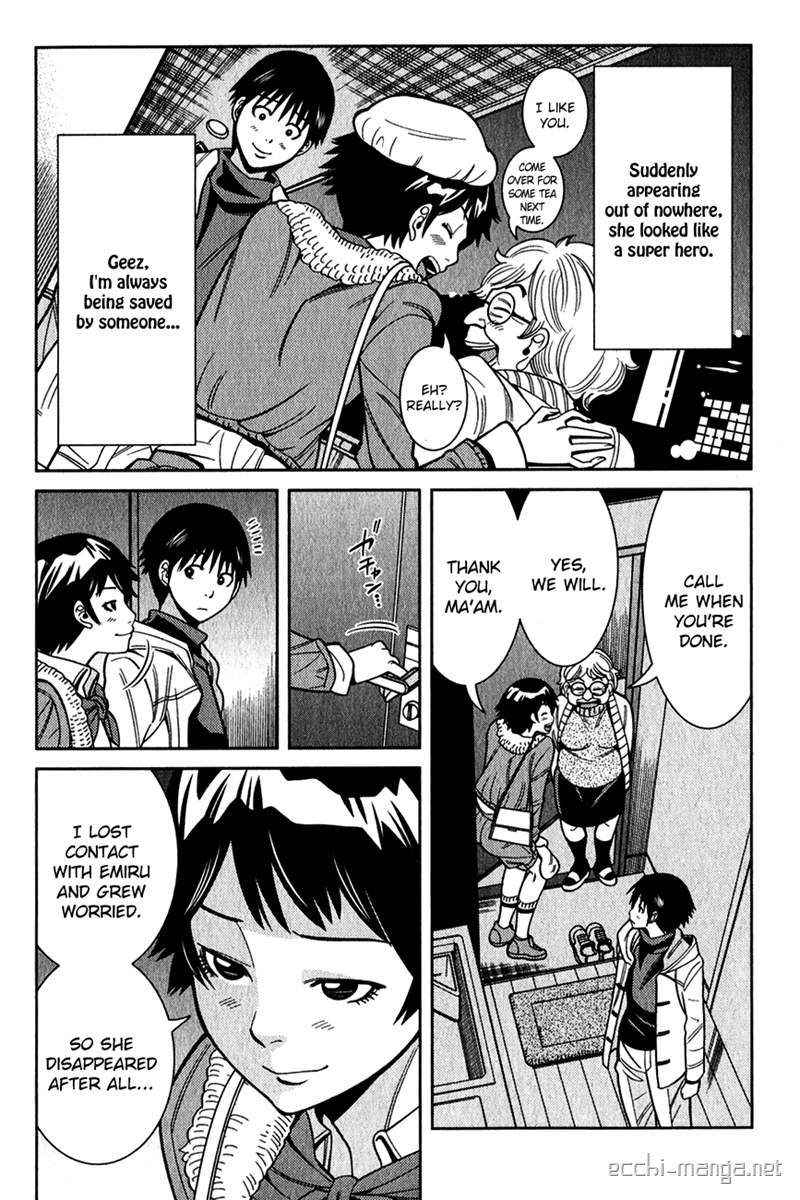 Suddenly
appearing
out of nowhere,
she looked like
a super hero.
I LIKE
YOU.
COME
OVER FOR
SOME TEA
NEXT
TIME.
EH?
REALLY?
Geez,
I'm always
being saved
by someone...
CALL
ME WHEN
YOU'RE
DONE.
YES,
WE WILL.
THANK
YOU,
MA'AM.
ガチャン…
I LOST
CONTACT
WITH EMIRU
AND GREW
WORRIED.
SO SHE
DISAPPEARED
AFTER ALL...
ecchi-manga.net